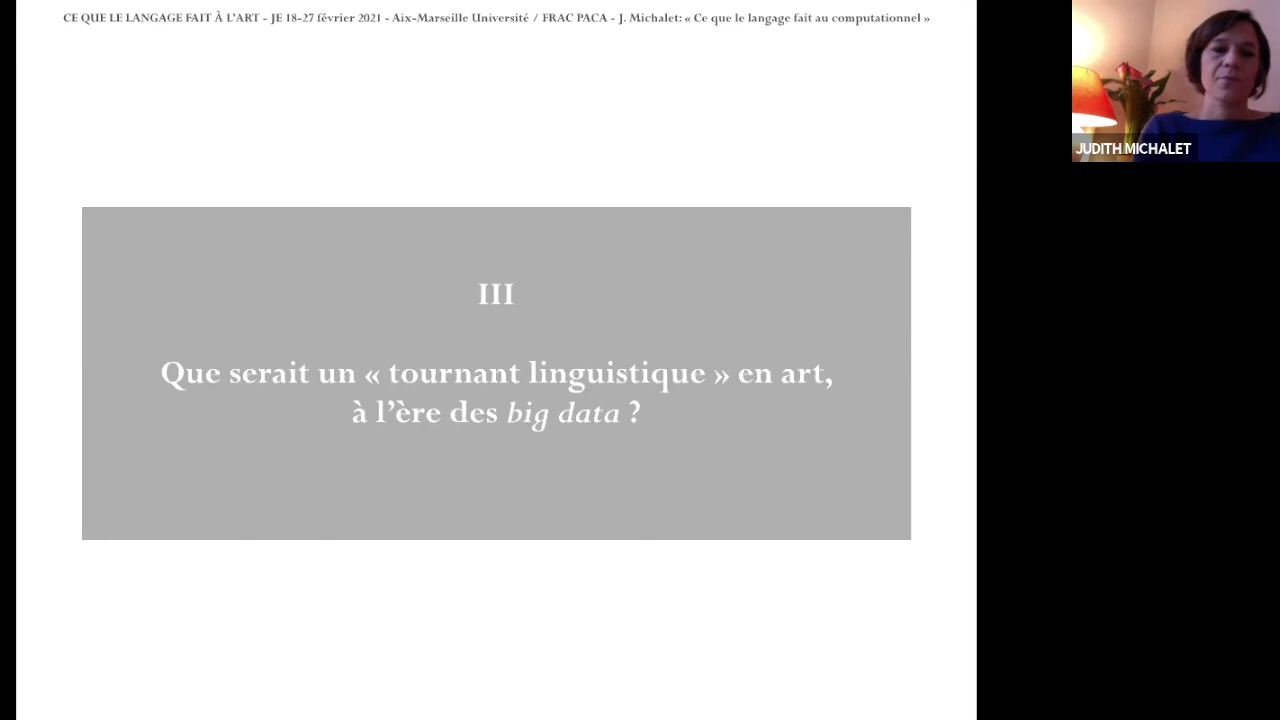 CE QUE LE LANGAGE FAIT À L'ART - JE 18-27 février 2021 - Aix-Marseille Université / FRAC PACA - J. Michalet: « Ce que le langage fait au computationnel »
JUDITH MICHALET
III
Que serait un « tournant linguistique » en art,
à l'ère des big data ?